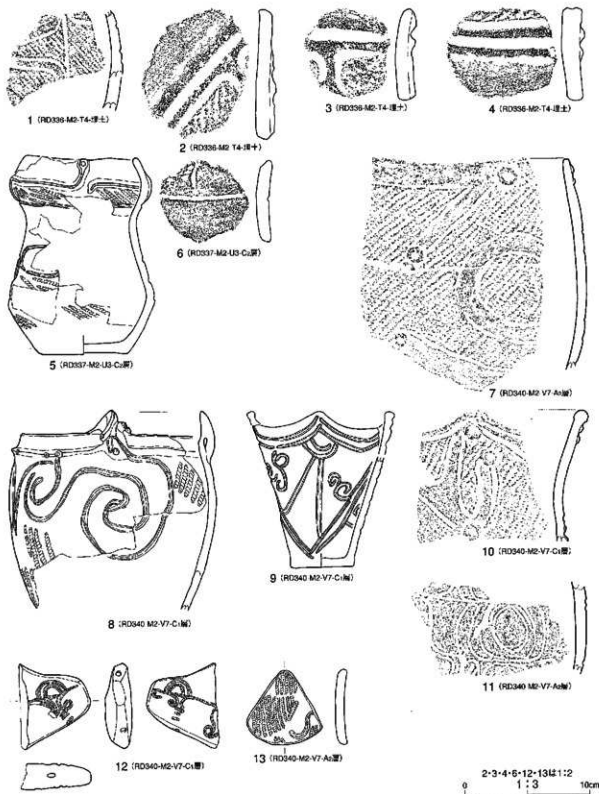 1 (RD336-M2-T4-埋土)
2 (RD336-M2-T4-埋土)
3 (RD336-M2-T4-埋土)
4 (RD336-M2-T4-埋土)
5 (RD337-M2-U3-C₂層)
6 (RD337-M2-U3-C₂層)
7 (RD340-M2-V7-A₂層)
8 (RD340-M2-V7-C₁層)
9 (RD340-M2-V7-C₁層)
10 (RD340-M2-V7-C₁層)
11 (RD340-M2-V7-A₂層)
12 (RD340-M2-V7-C₁層)
13 (RD340-M2-V7-A₂層)
2・3・4・6・12・13は1:2
0 1:3 10cm